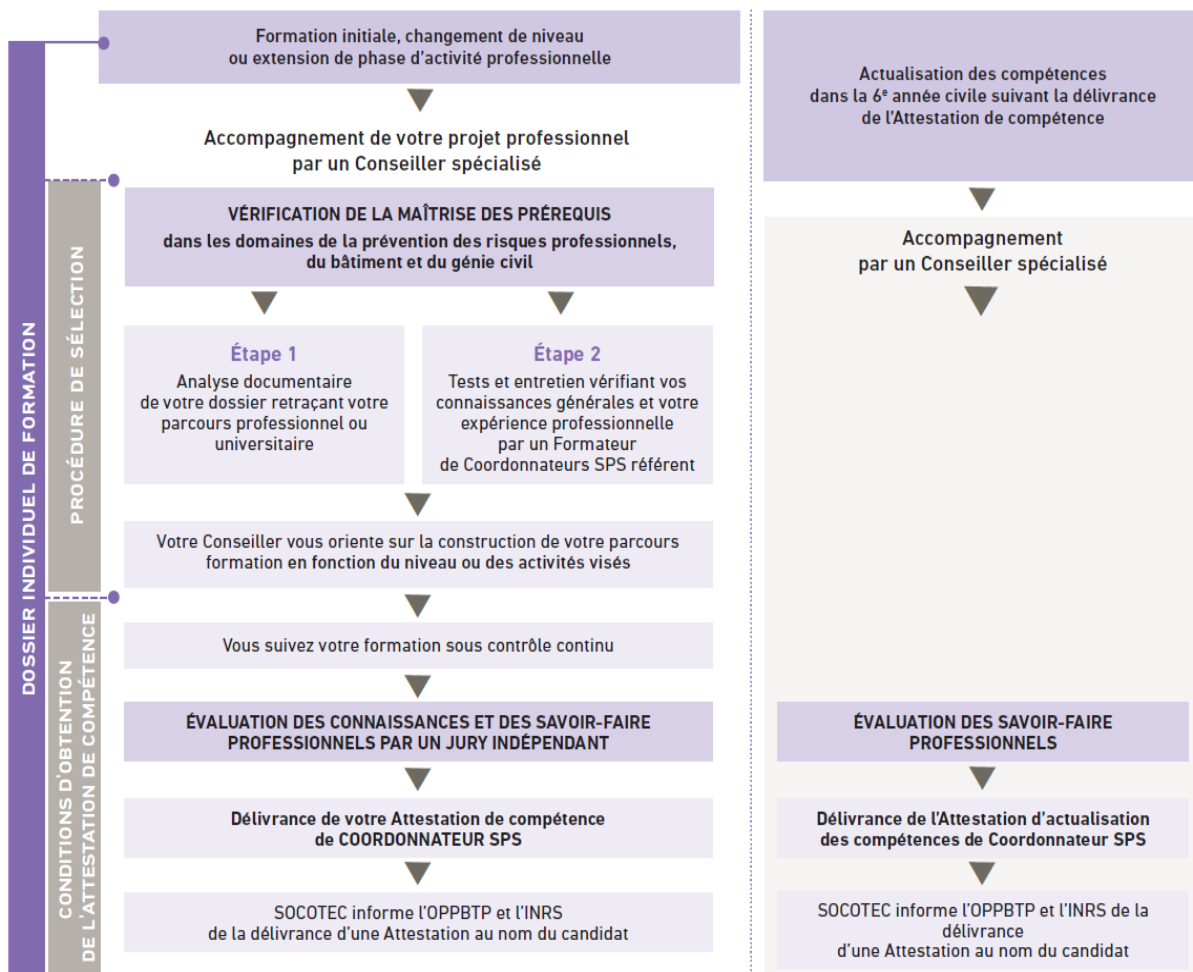 DOSSIER INDIVIDUEL DE FORMATION
Formation initiale, changement de niveau
ou extension de phase d'activité professionnelle
Accompagnement de votre projet professionnel
par un Conseiller spécialisé
PROCÉDURE DE SÉLECTION
VÉRIFICATION DE LA MAÎTRISE DES PRÉREQUIS
dans les domaines de la prévention des risques professionnels,
du bâtiment et du génie civil
Étape 1
Analyse documentaire
de votre dossier retraçant votre
parcours professionnel ou
universitaire
Étape 2
Tests et entretien vérifiant vos
connaissances générales et votre
expérience professionnelle
par un Formateur
de Coordonnateurs SPS référent
Votre Conseiller vous oriente sur la construction de votre parcours
formation en fonction du niveau ou des activités visés
CONDITIONS D'OBTENTION
DE L'ATTESTATION DE COMPÉTENCE
Vous suivez votre formation sous contrôle continu
ÉVALUATION DES CONNAISSANCES ET DES SAVOIR-FAIRE
PROFESSIONNELS PAR UN JURY INDÉPENDANT
Délivrance de votre Attestation de compétence
de COORDONNATEUR SPS
SOCOTEC informe l'OPPBTP et l'INRS
de la délivrance d'une Attestation au nom du candidat
Actualisation des compétences
dans la 6e année civile suivant la délivrance
de l'Attestation de compétence
Accompagnement
par un Conseiller spécialisé
ÉVALUATION DES SAVOIR-FAIRE
PROFESSIONNELS
Délivrance de l'Attestation d'actualisation
des compétences de Coordonnateur SPS
SOCOTEC informe l'OPPBTP et l'INRS de la
délivrance
d'une Attestation au nom du candidat